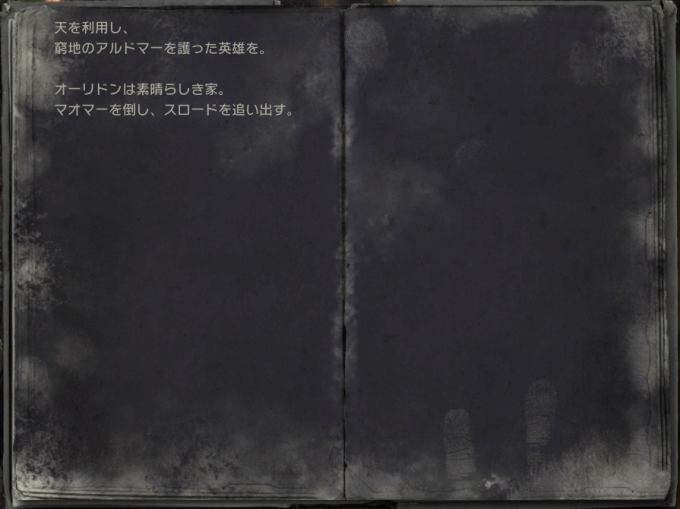 天を利用し、
窮地のアルドマーを護った英雄を。
オーリドンは素晴らしき家。
マオマーを倒し、スロードを追い出す。